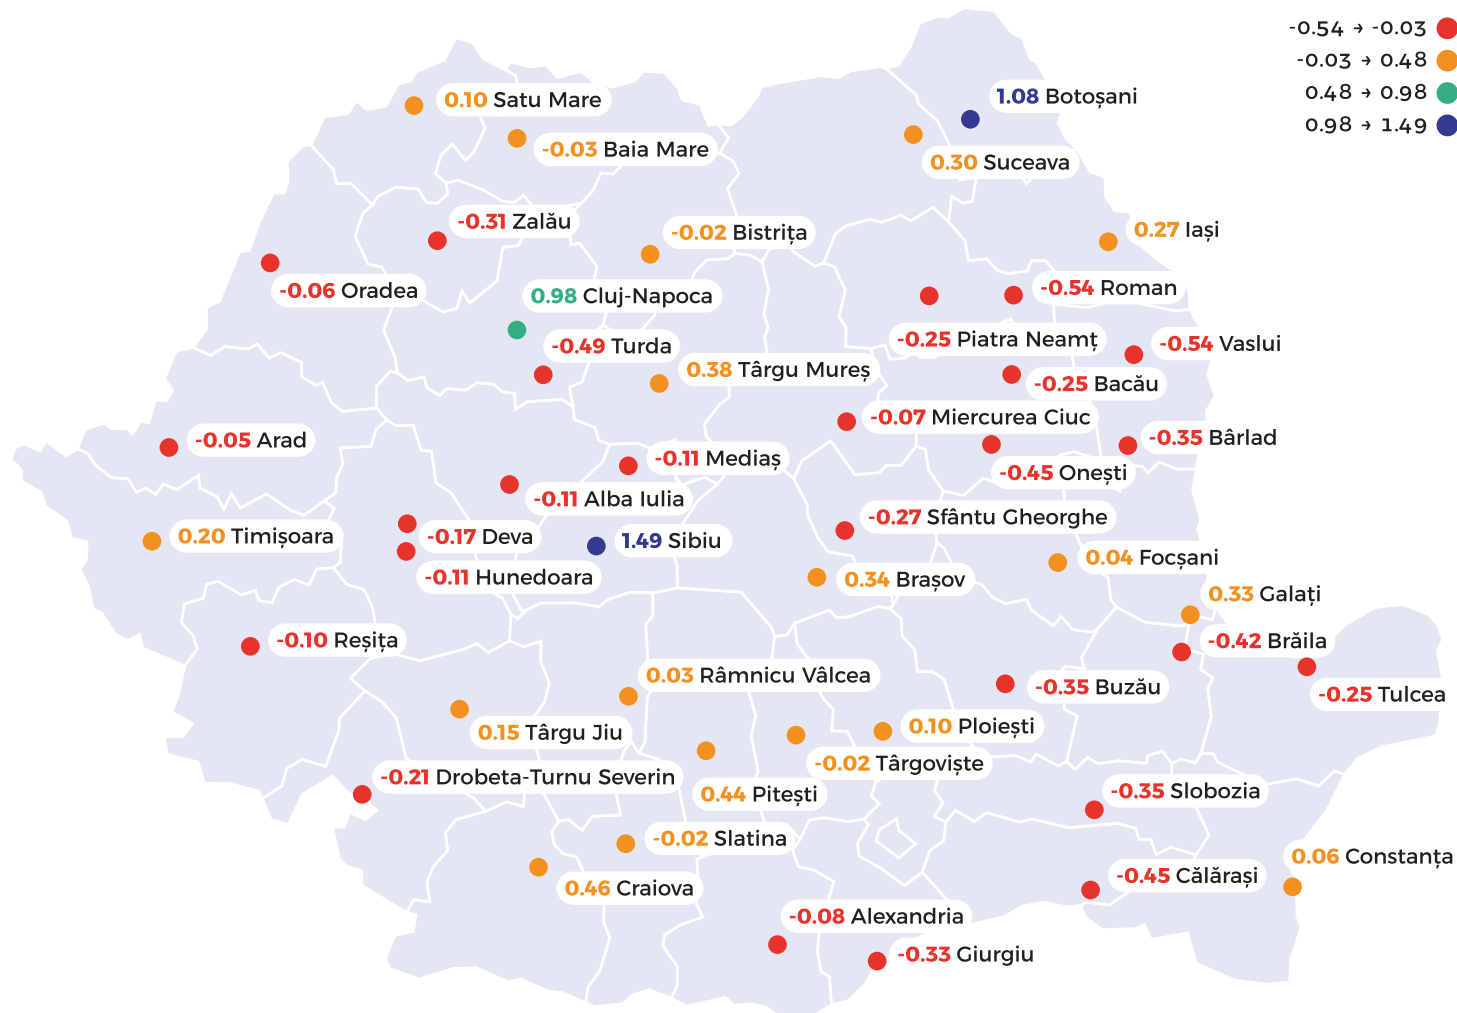 -0.54 → -0.03
-0.03 → 0.48
0.48 → 0.98
0.98 → 1.49
0.10 Satu Mare
1.08 Botoșani
-0.03 Baia Mare
0.30 Suceava
-0.31 Zalău
-0.02 Bistrița
0.27 Iași
-0.06 Oradea
0.98 Cluj-Napoca
-0.54 Roman
-0.49 Turda
-0.25 Piatra Neamț
-0.54 Vaslui
0.38 Târgu Mureș
-0.25 Bacău
-0.07 Miercurea Ciuc
-0.05 Arad
-0.35 Bârlad
-0.11 Mediaș
-0.45 Onești
-0.11 Alba Iulia
-0.27 Sfântu Gheorghe
0.20 Timișoara
-0.17 Deva
1.49 Sibiu
0.04 Focșani
-0.11 Hunedoara
0.34 Brașov
0.33 Galați
-0.10 Reșița
-0.42 Brăila
0.03 Râmnicu Vâlcea
-0.35 Buzău
-0.25 Tulcea
0.15 Târgu Jiu
0.10 Ploiești
-0.02 Târgoviște
-0.21 Drobeta-Turnu Severin
0.44 Pitești
-0.35 Slobozia
-0.02 Slatina
0.06 Constanța
0.46 Craiova
-0.45 Călărași
-0.08 Alexandria
-0.33 Giurgiu